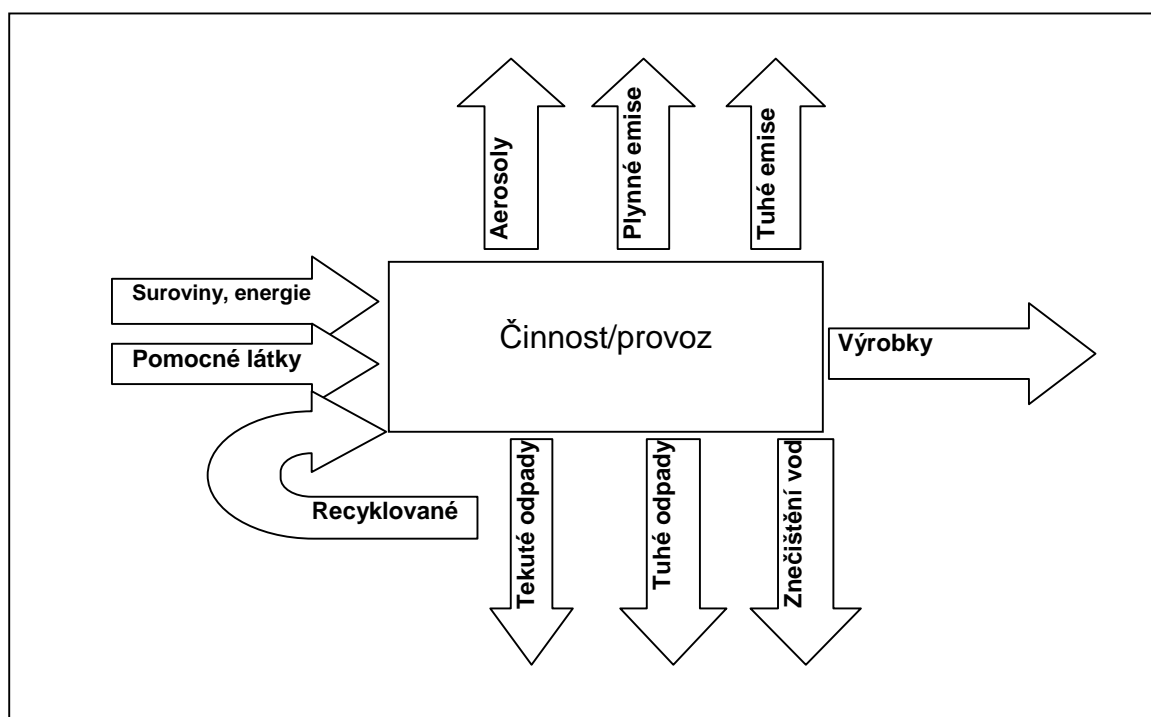 Aerosoly
Plynné emise
Tuhé emise
Suroviny, energie
Pomocné látky
Činnost/provoz
Výrobky
Recyklované
Tekuté odpady
Tuhé odpady
Znečištění vod